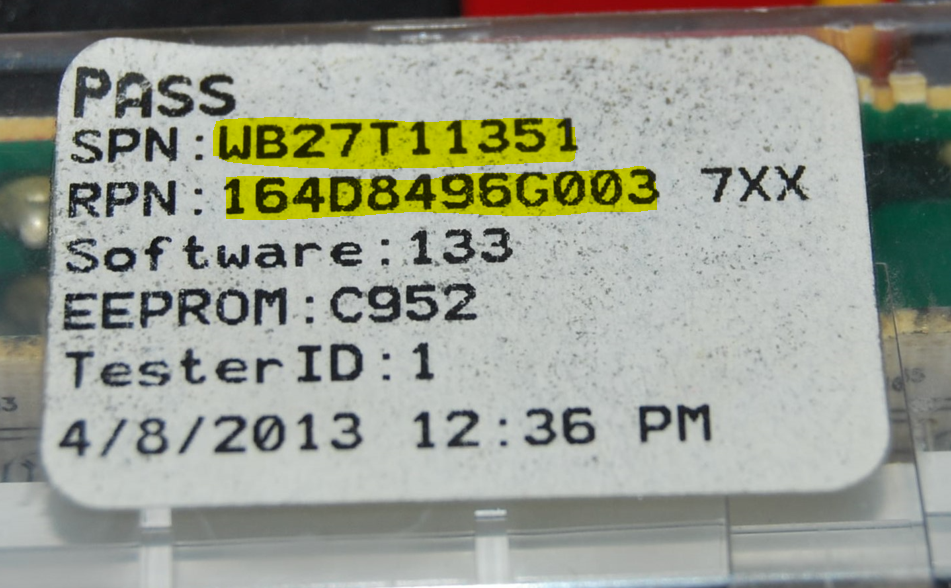 PASS
SPN:WB27T11351
RPN:164D8496G003 7XX
Software:133
EEPROM:C952
TesterID:1
4/8/2013 12:36 PM